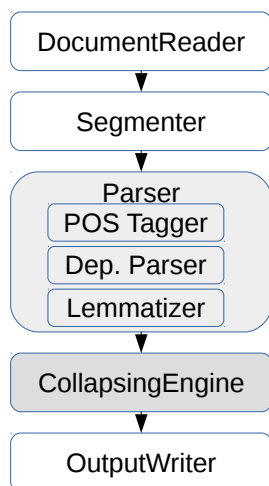 DocumentReader
Segmenter
Parser
POS Tagger
Dep. Parser
Lemmatizer
CollapsingEngine
OutputWriter